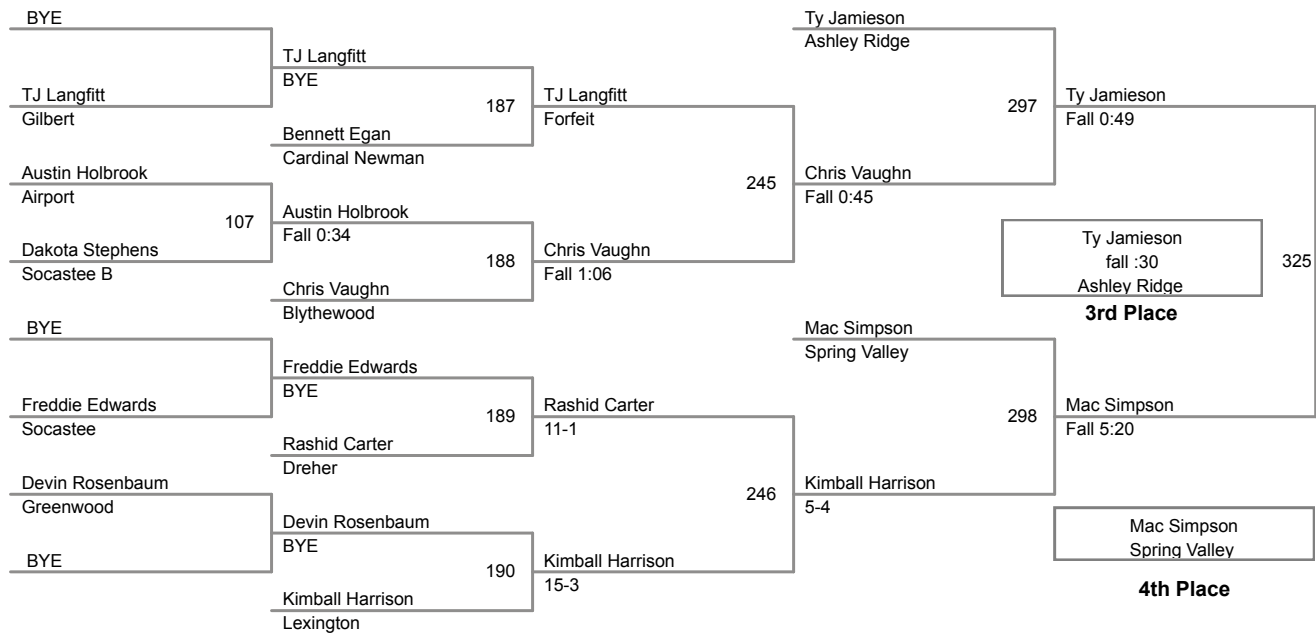 BYE
TJ Langfitt
Gilbert
Austin Holbrook
Airport
107
Dakota Stephens
Socastee B
BYE
Freddie Edwards
Socastee
Devin Rosenbaum
Greenwood
BYE
TJ Langfitt
BYE
187
Bennett Egan
Cardinal Newman
Austin Holbrook
Fall 0:34
188
Chris Vaughn
Blythewood
Freddie Edwards
BYE
189
Rashid Carter
Dreher
Devin Rosenbaum
BYE
190
Kimball Harrison
Lexington
TJ Langfitt
Forfeit
245
Chris Vaughn
Fall 1:06
Rashid Carter
11-1
246
Kimball Harrison
15-3
Ty Jamieson
Ashley Ridge
297
Chris Vaughn
Fall 0:45
Mac Simpson
Spring Valley
298
Kimball Harrison
5-4
Ty Jamieson
Fall 0:49
325
Mac Simpson
Fall 5:20
Ty Jamieson
fall :30
Ashley Ridge
3rd Place
Mac Simpson
Spring Valley
4th Place